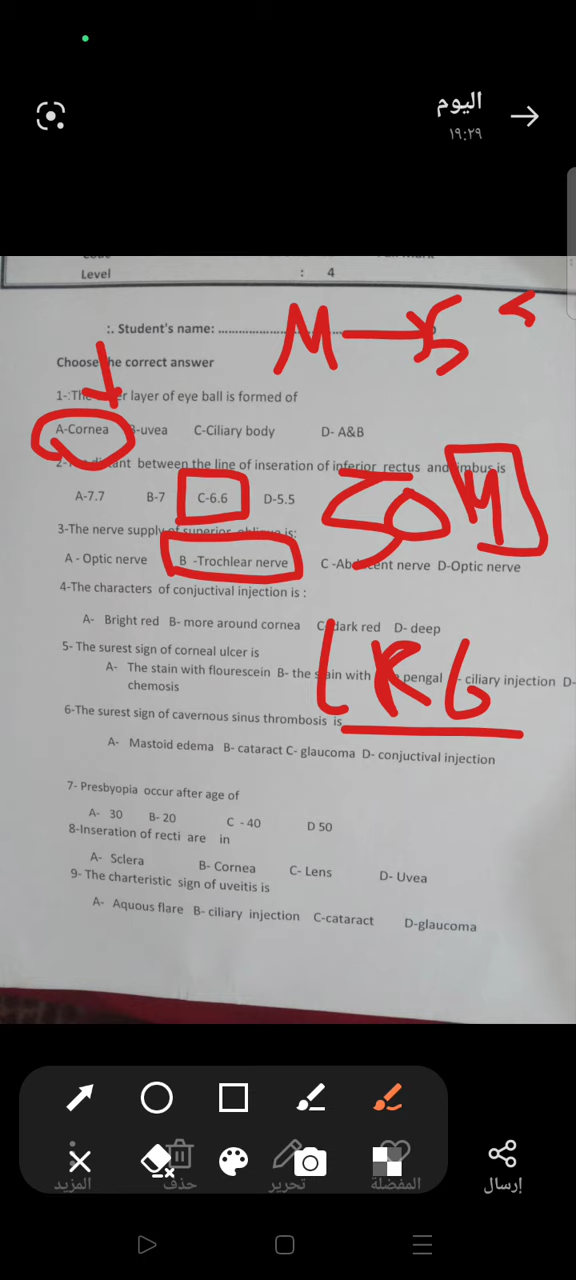 اليوم
١٩:٢٩
Level : 4
:. Student's name: ........................
M → 5
Choose the correct answer
1-:The layer of eye ball is formed of
A-Cornea B-uvea C-Ciliary body D- A&B
between the line of inseration of inferior rectus and limbus is
A-7.7 B-7 C-6.6 D-5.5
3-The nerve supply of superior oblique is:
A - Optic nerve B -Trochlear nerve C -Abducent nerve D-Optic nerve
4-The characters of conjuctival injection is :
A- Bright red B- more around cornea C- dark red D- deep
5- The surest sign of corneal ulcer is
A- The stain with flourescein B- the stain with pengal - ciliary injection D-
chemosis
6-The surest sign of cavernous sinus thrombosis is
A- Mastoid edema B- cataract C- glaucoma D- conjuctival injection
7- Presbyopia occur after age of
A- 30 B- 20 C - 40 D 50
8-Inseration of recti are in
A- Sclera B- Cornea C- Lens D- Uvea
9- The charteristic sign of uveitis is
A- Aquous flare B- ciliary injection C-cataract D-glaucoma
المزيد
حذف
تحرير
المفضلة
إرسال